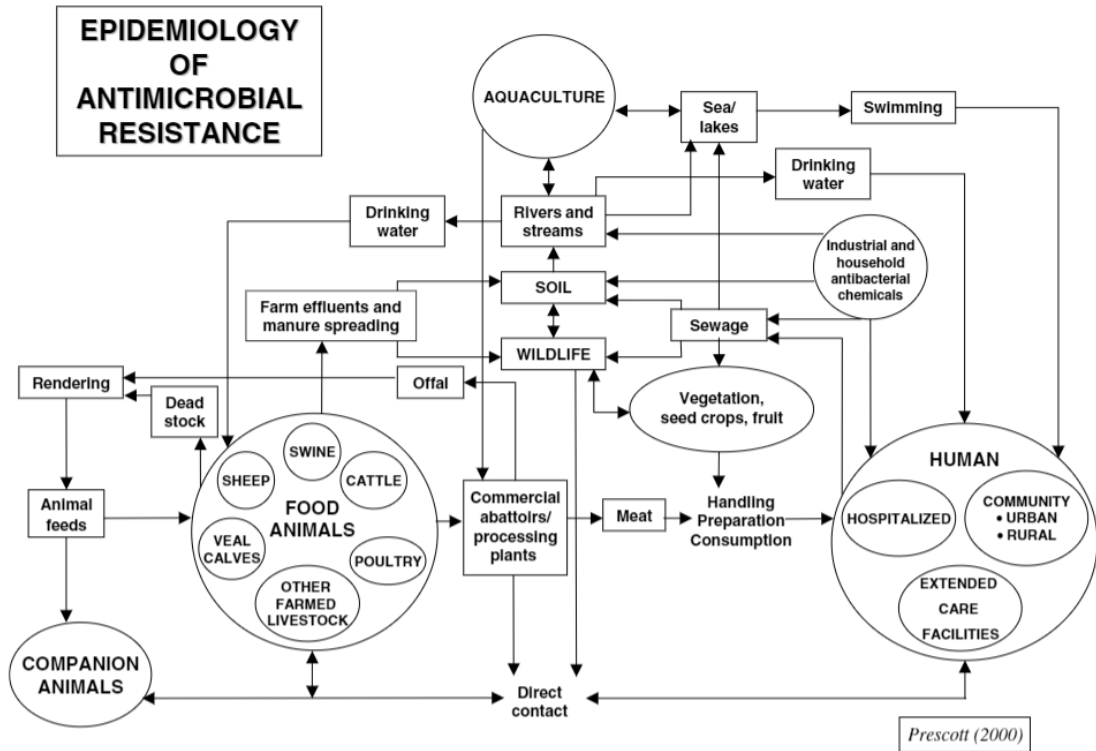 EPIDEMIOLOGY
OF
ANTIMICROBIAL
RESISTANCE
AQUACULTURE
Sea/
lakes
Swimming
Drinking
water
Drinking
water
Rivers and
streams
Industrial and
household
antibacterial
chemicals
SOIL
Farm effluents and
manure spreading
Sewage
WILDLIFE
Rendering
Offal
Dead
stock
Vegetation,
seed crops, fruit
SWINE
SHEEP
CATTLE
FOOD
ANIMALS
VEAL
CALVES
POULTRY
OTHER
FARMED
LIVESTOCK
Animal
feeds
Commercial
abattoirs/
processing
plants
Meat
Handling
Preparation
Consumption
HUMAN
HOSPITALIZED
COMMUNITY
• URBAN
• RURAL
EXTENDED
CARE
FACILITIES
COMPANION
ANIMALS
Direct
contact
Prescott (2000)